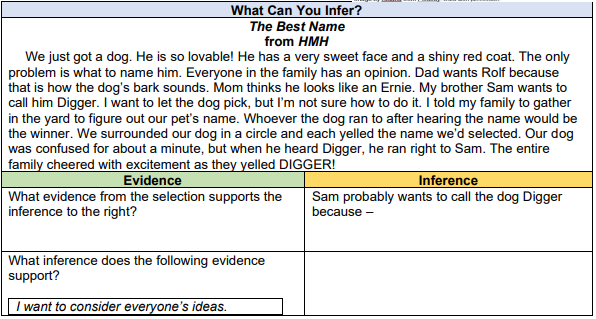 What Can You Infer?
The Best Name
from HMH
We just got a dog. He is so lovable! He has a very sweet face and a shiny red coat. The only
problem is what to name him. Everyone in the family has an opinion. Dad wants Rolf because
that is how the dog's bark sounds. Mom thinks he looks like an Ernie. My brother Sam wants to
call him Digger. I want to let the dog pick, but I'm not sure how to do it. I told my family to gather
in the yard to figure out our pet's name. Whoever the dog ran to after hearing the name would be
the winner. We surrounded our dog in a circle and each yelled the name we'd selected. Our dog
was confused for about a minute, but when he heard Digger, he ran right to Sam. The entire
family cheered with excitement as they yelled DIGGER!
Evidence
Inference
What evidence from the selection supports the
inference to the right?
Sam probably wants to call the dog Digger
because –
What inference does the following evidence
support?
I want to consider everyone's ideas.